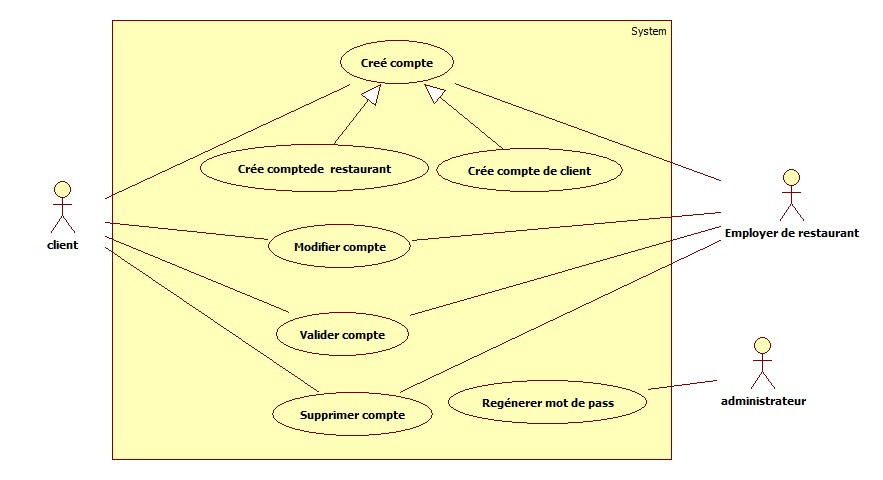 System
Creé compte
Crée comptede restaurant
Crée compte de client
client
Employer de restaurant
Modifier compte
Valider compte
Supprimer compte
Regénerer mot de pass
administrateur